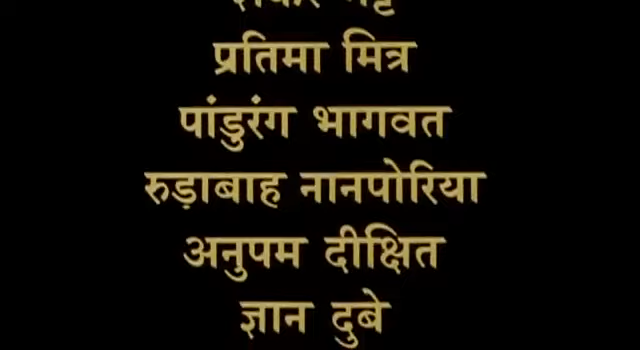 प्रतिमा मित्र
पांडुरंग भागवत
रुड़ाबाह नानपोरिया
अनुपम दीक्षित
ज्ञान दुबे